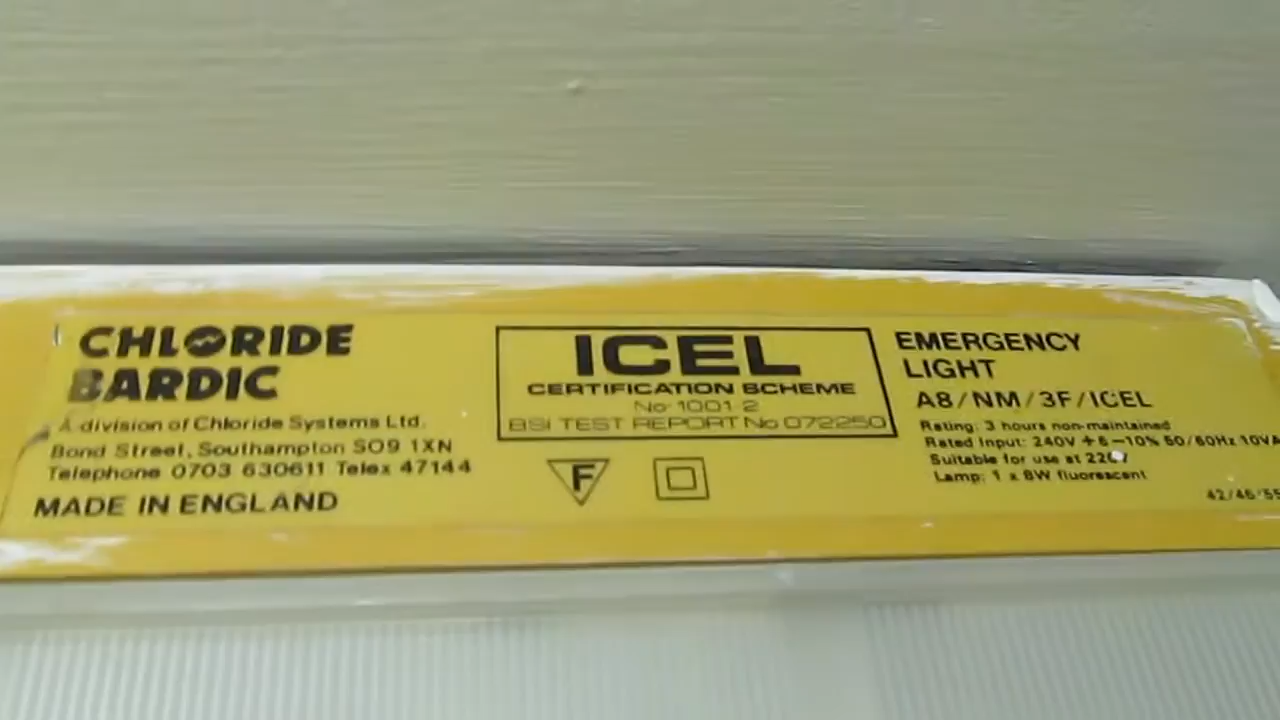 CHLORIDE
BARDIC
A division of Chloride Systems Ltd.
Bond Street, Southampton SO9 1XN
Telephone 0703 630611 Telex 47144
MADE IN ENGLAND
ICEL
CERTIFICATION SCHEME
No 1001-2
BSI TEST REPORT No 072250
F
EMERGENCY
LIGHT
A8/NM/3F/ICEL
Rating: 3 hours non-maintained
Rated Input: 240V +6-10% 50/60Hz 10VA
Suitable for use at
Lamp: 1 x 8W fluorescent